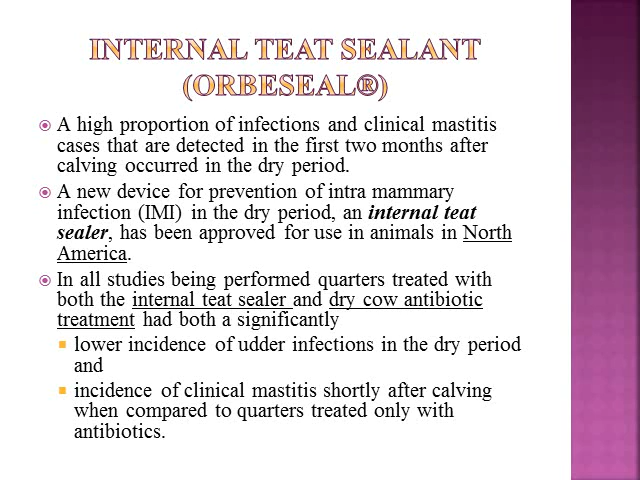 INTERNAL TEAT SEALANT
(ORBESEAL®)
A high proportion of infections and clinical mastitis
cases that are detected in the first two months after
calving occurred in the dry period.
A new device for prevention of intra mammary
infection (IMI) in the dry period, an internal teat
sealer, has been approved for use in animals in North
America.
In all studies being performed quarters treated with
both the internal teat sealer and dry cow antibiotic
treatment had both a significantly
lower incidence of udder infections in the dry period
and
incidence of clinical mastitis shortly after calving
when compared to quarters treated only with
antibiotics.